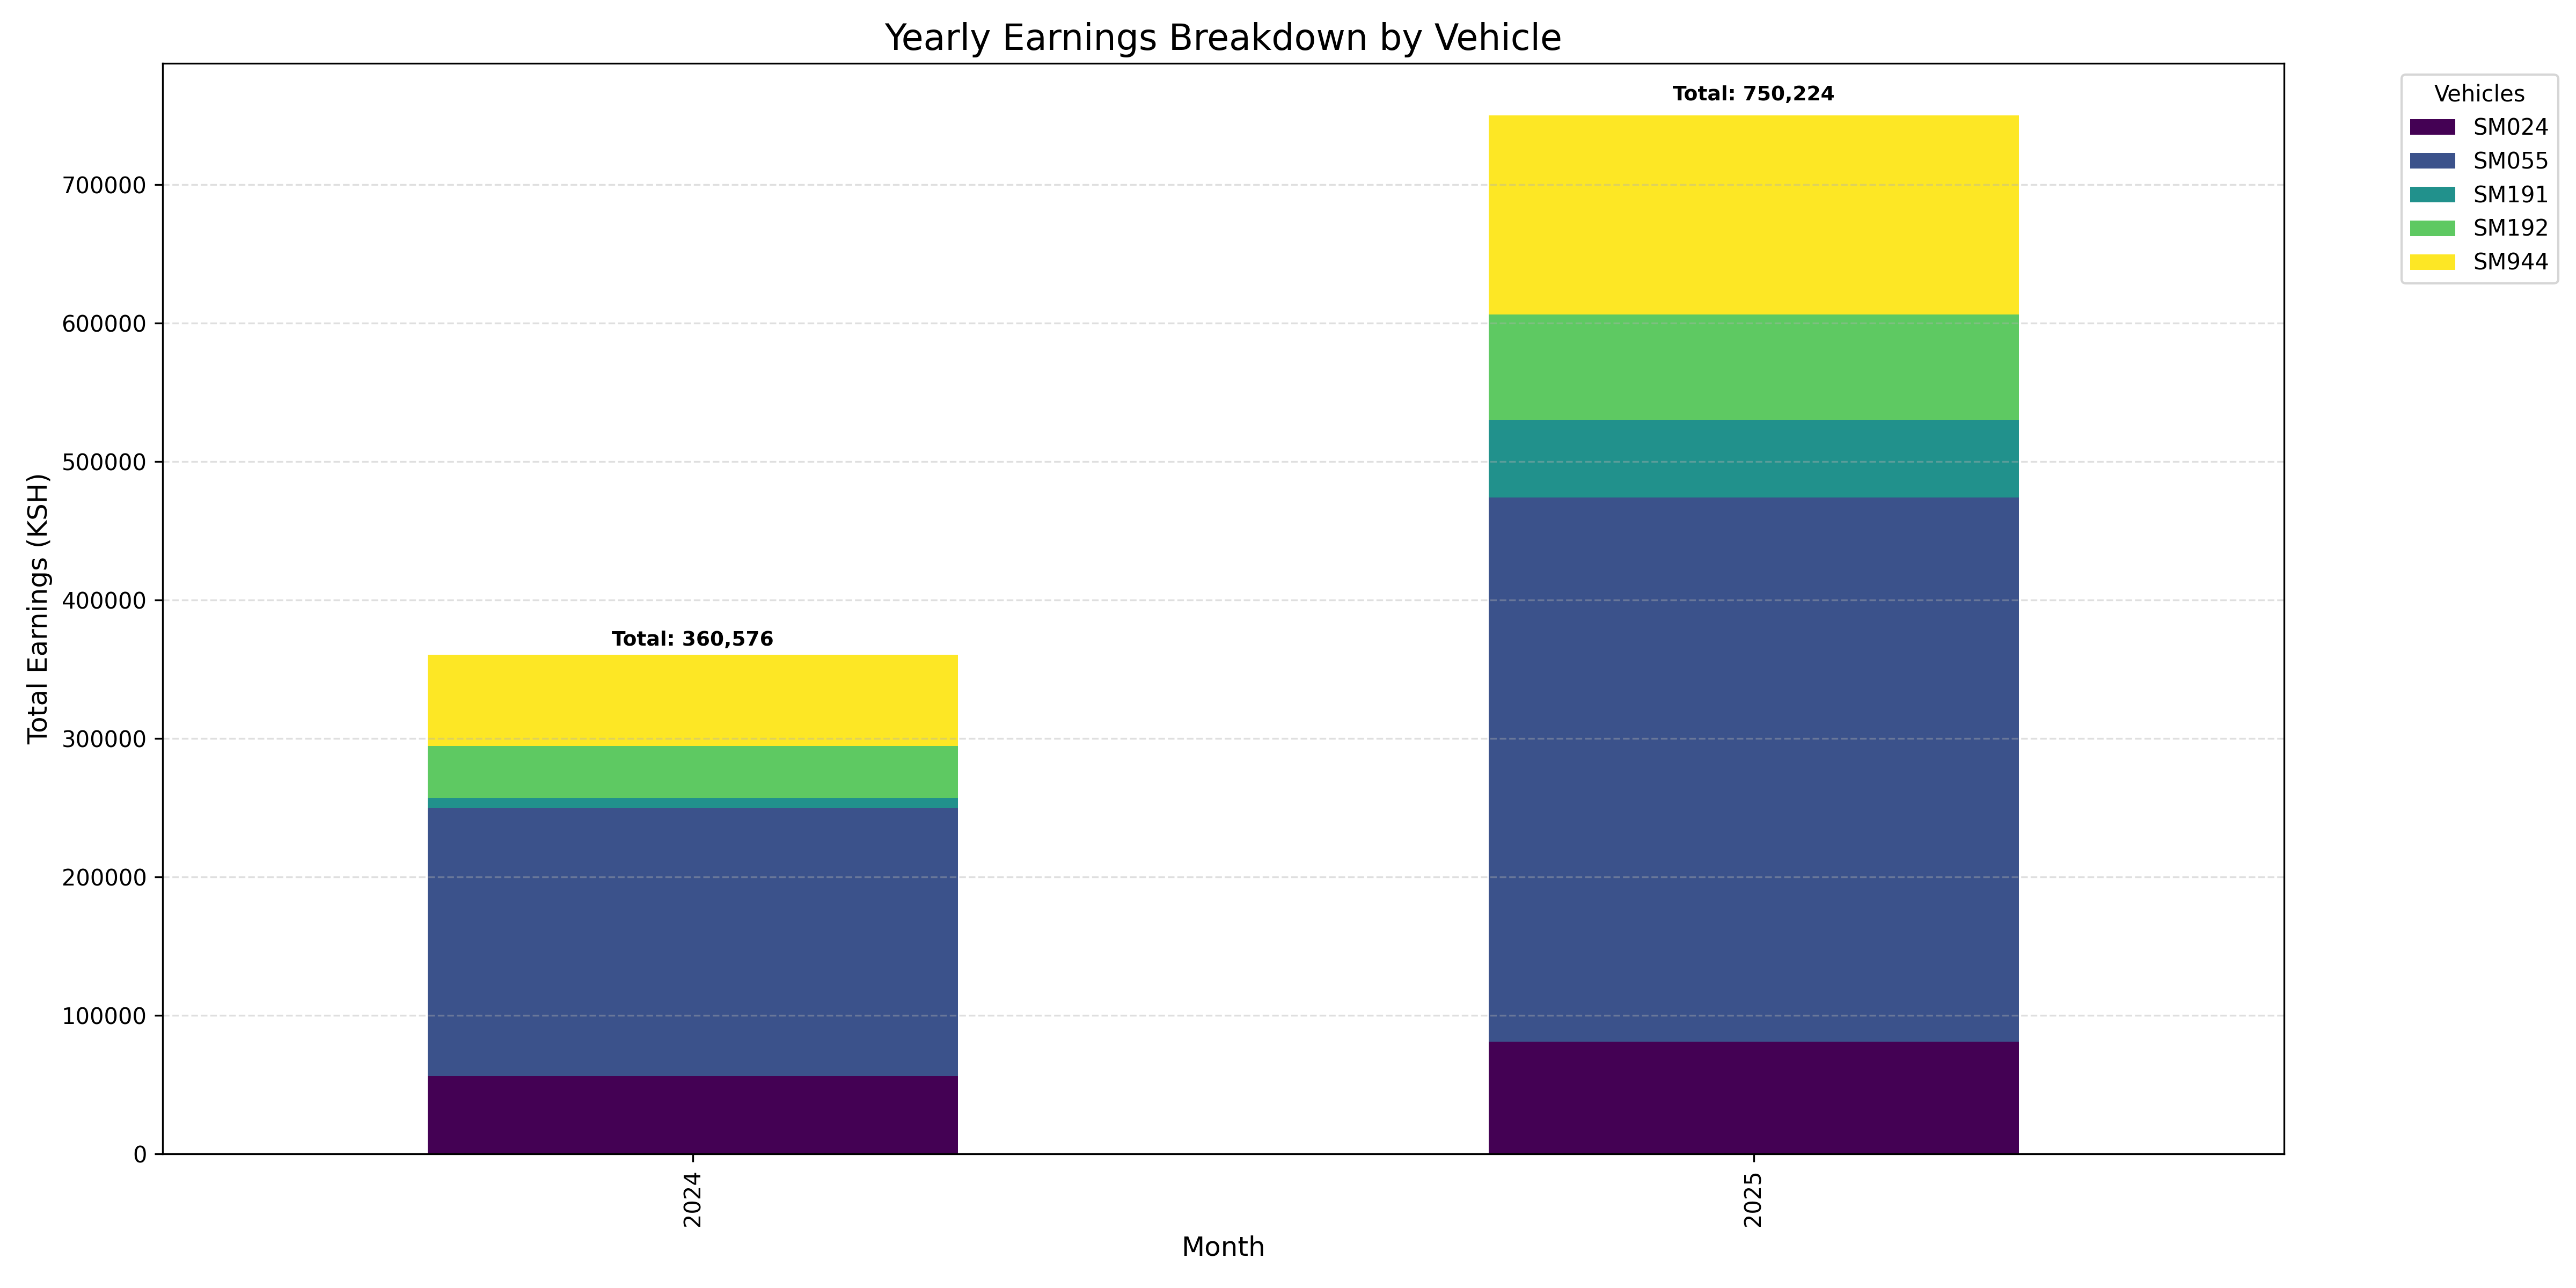 Yearly Earnings Breakdown by Vehicle
Total: 750,224
Total: 360,576
Vehicles
SM024
SM055
SM191
SM192
SM944
Total Earnings (KSH)
700000
600000
500000
400000
300000
200000
100000
0
2024
2025
Month